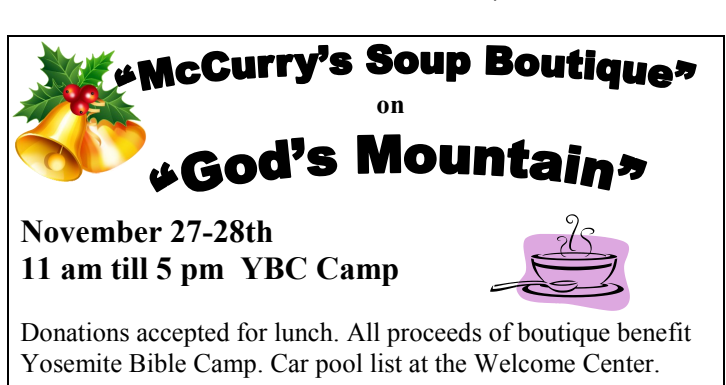 “McCurry’s Soup Boutique”
on
“God’s Mountain”
November 27-28th
11 am till 5 pm  YBC Camp
Donations accepted for lunch. All proceeds of boutique benefit
Yosemite Bible Camp. Car pool list at the Welcome Center.